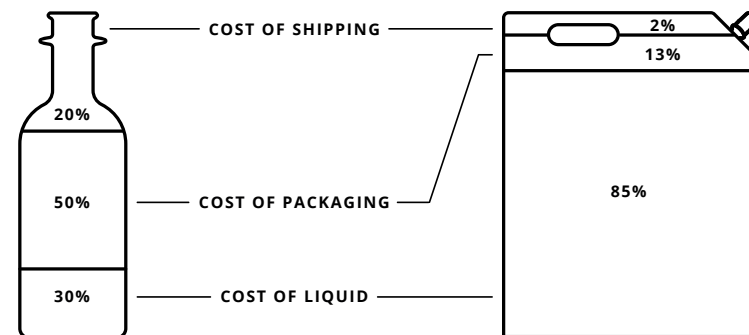 COST OF SHIPPING
2%
13%
20%
85%
50%
COST OF PACKAGING
30%
COST OF LIQUID